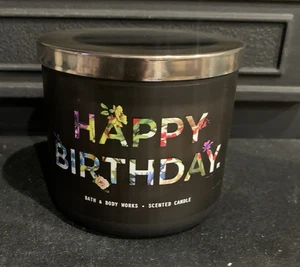 HAPPY
BIRTHDAY.
BATH & BODY WORKS • SCENTED CANDLE